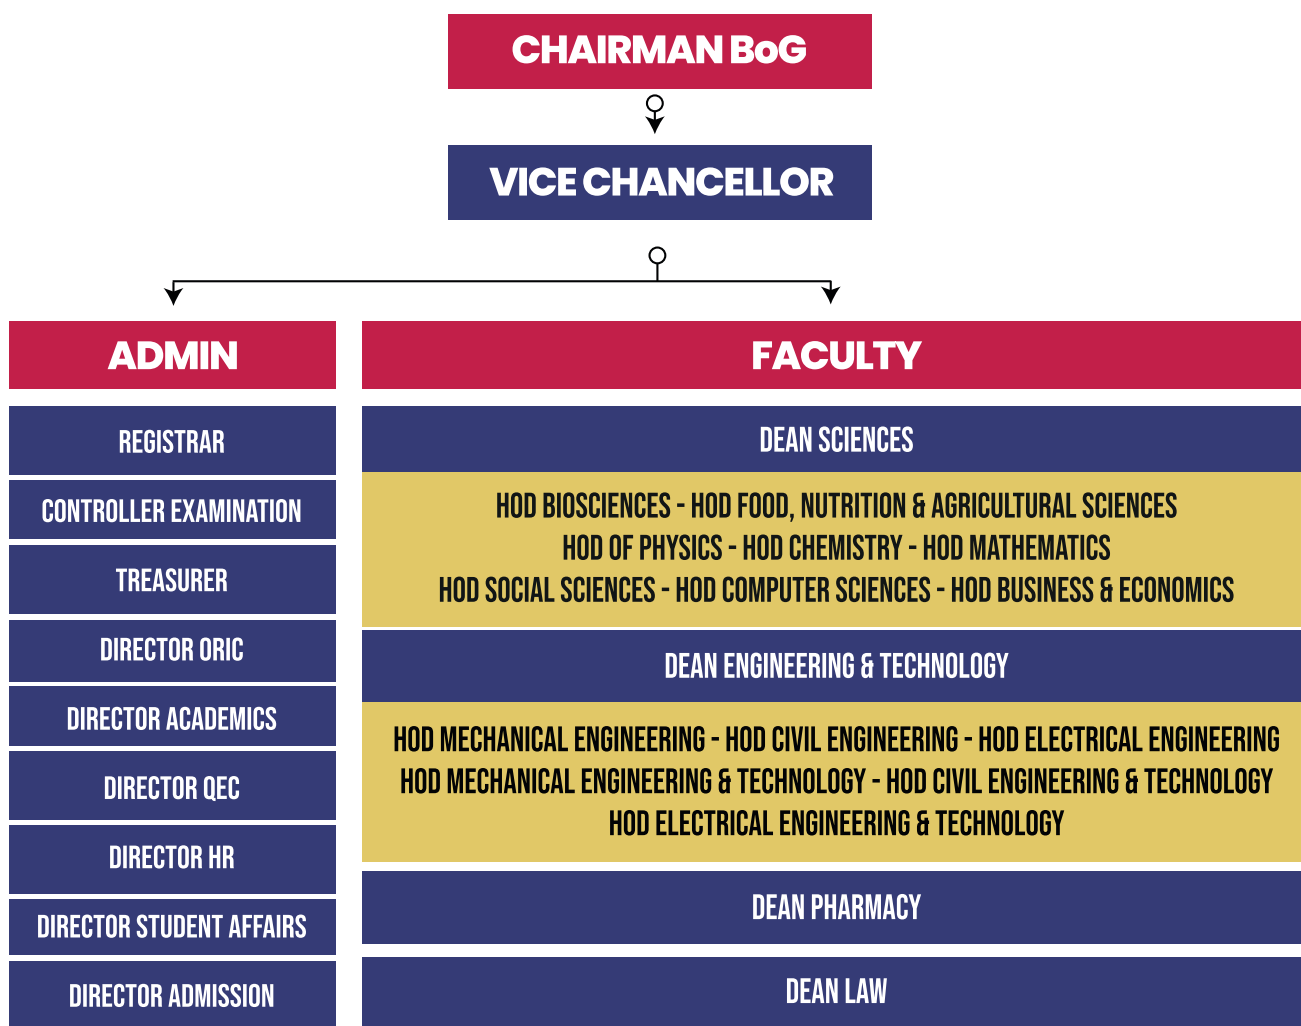 CHAIRMAN BoG
VICE CHANCELLOR
ADMIN
REGISTRAR
CONTROLLER EXAMINATION
TREASURER
DIRECTOR ORIC
DIRECTOR ACADEMICS
DIRECTOR QEC
DIRECTOR HR
DIRECTOR STUDENT AFFAIRS
DIRECTOR ADMISSION
FACULTY
DEAN SCIENCES
HOD BIOSCIENCES - HOD FOOD, NUTRITION & AGRICULTURAL SCIENCES
HOD OF PHYSICS - HOD CHEMISTRY - HOD MATHEMATICS
HOD SOCIAL SCIENCES - HOD COMPUTER SCIENCES - HOD BUSINESS & ECONOMICS
DEAN ENGINEERING & TECHNOLOGY
HOD MECHANICAL ENGINEERING - HOD CIVIL ENGINEERING - HOD ELECTRICAL ENGINEERING
HOD MECHANICAL ENGINEERING & TECHNOLOGY - HOD CIVIL ENGINEERING & TECHNOLOGY
HOD ELECTRICAL ENGINEERING & TECHNOLOGY
DEAN PHARMACY
DEAN LAW